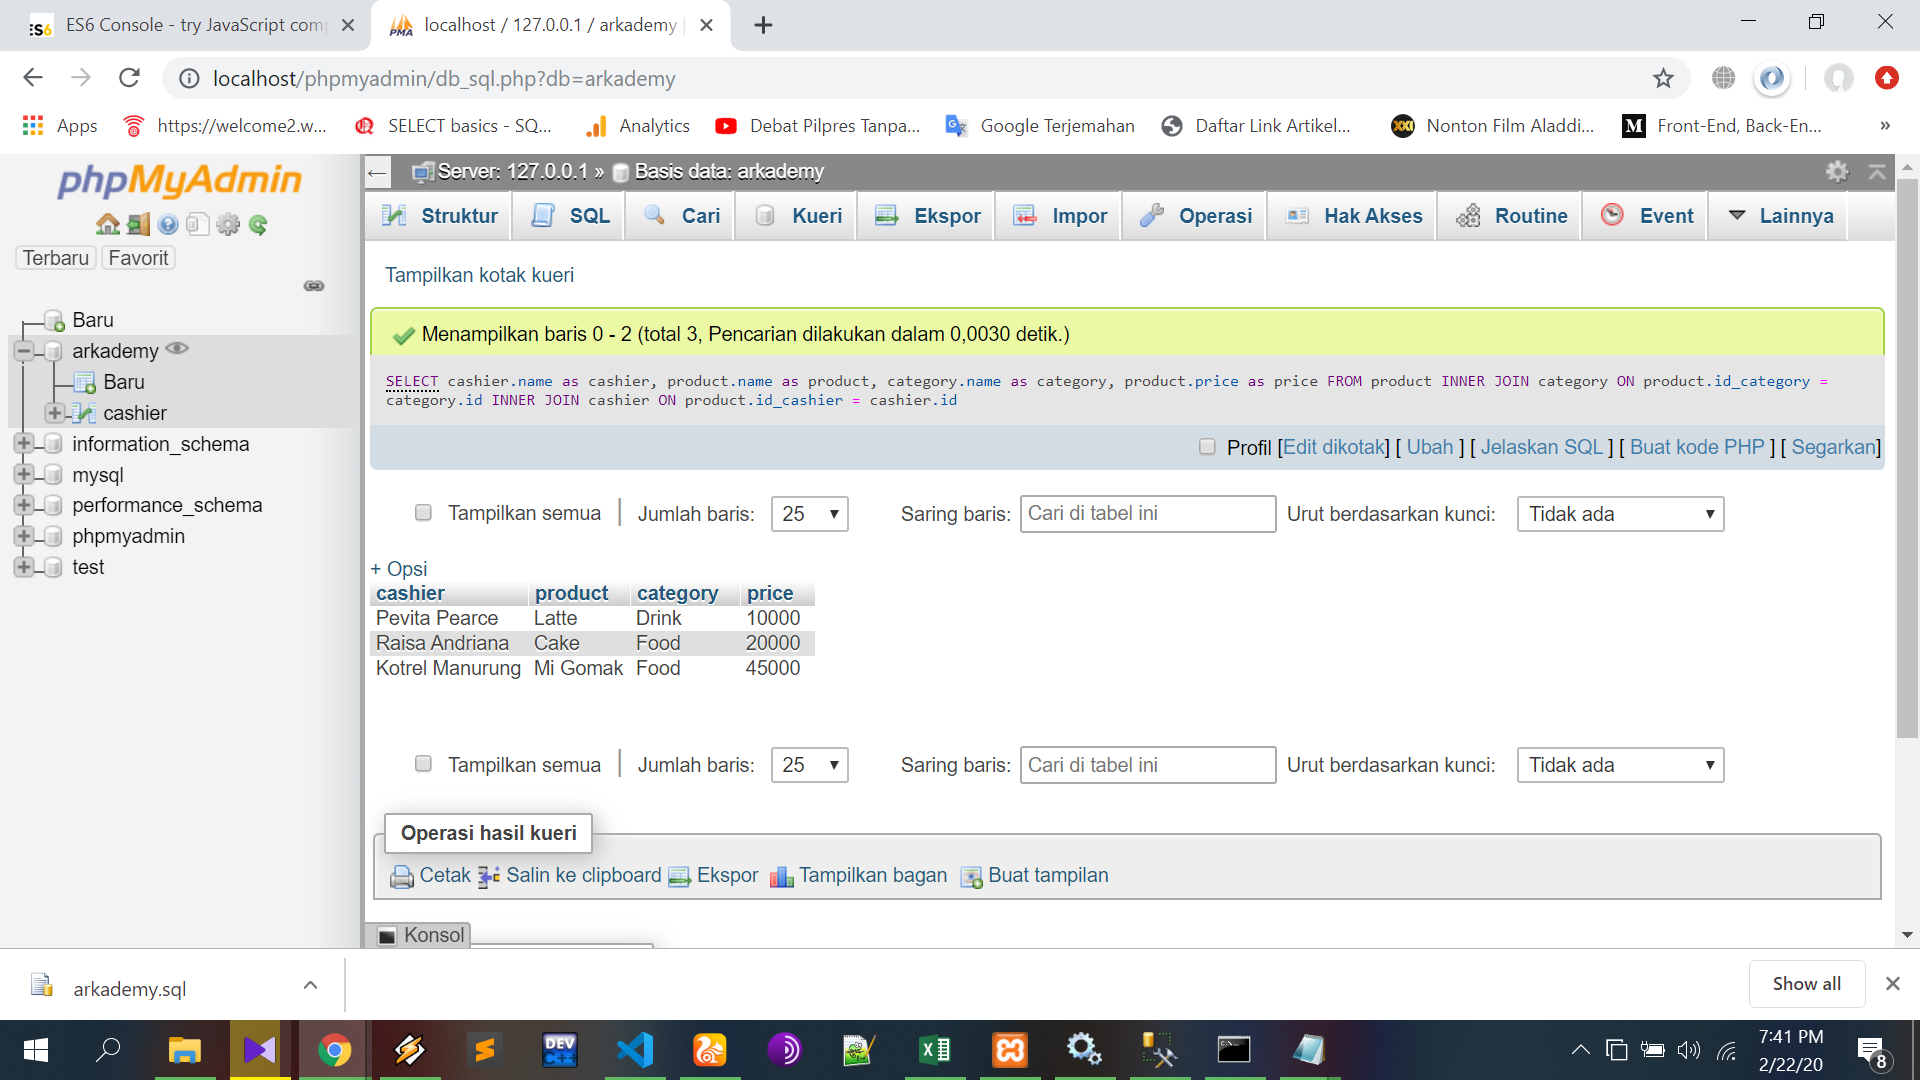 ES6 Console - try JavaScript com
localhost / 127.0.0.1 / arkademy
localhost/phpmyadmin/db_sql.php?db=arkademy
Apps
https://welcome2.w...
SELECT basics - SQ...
Analytics
Debat Pilpres Tanpa...
Google Terjemahan
Daftar Link Artikel...
Nonton Film Aladdi...
Front-End, Back-En...
»
phpMyAdmin
Terbaru
Favorit
Baru
arkademy
Baru
cashier
information_schema
mysql
performance_schema
phpmyadmin
test
Server: 127.0.0.1 » Basis data: arkademy
Struktur
SQL
Cari
Kueri
Ekspor
Impor
Operasi
Hak Akses
Routine
Event
Lainnya
Tampilkan kotak kueri
Menampilkan baris 0 - 2 (total 3, Pencarian dilakukan dalam 0,0030 detik.)
SELECT cashier.name as cashier, product.name as product, category.name as category, product.price as price FROM product INNER JOIN category ON product.id_category =
category.id INNER JOIN cashier ON product.id_cashier = cashier.id
Profil [Edit dikotak] [ Ubah ] [ Jelaskan SQL ] [ Buat kode PHP ] [ Segarkan]
Tampilkan semua | Jumlah baris: 25 Saring baris: Cari di tabel ini Urut berdasarkan kunci: Tidak ada
+ Opsi
cashier product category price
Pevita Pearce Latte Drink 10000
Raisa Andriana Cake Food 20000
Kotrel Manurung Mi Gomak Food 45000
Tampilkan semua | Jumlah baris: 25 Saring baris: Cari di tabel ini Urut berdasarkan kunci: Tidak ada
Operasi hasil kueri
Cetak Salin ke clipboard Ekspor Tampilkan bagan Buat tampilan
Konsol
arkademy.sql
Show all
DEV C++
7:41 PM
2/22/20
8